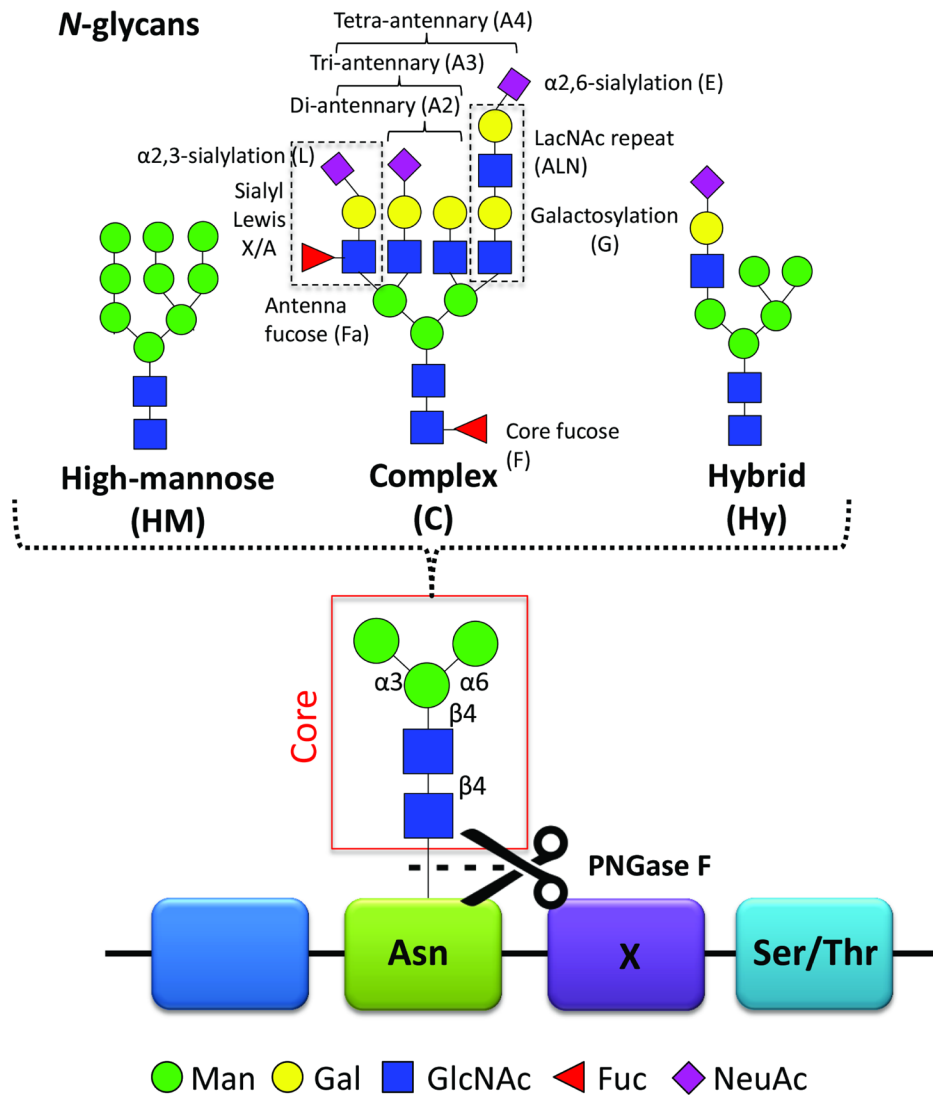 N-glycans
Tetra-antennary (A4)
Tri-antennary (A3)
Di-antennary (A2)
α2,6-sialylation (E)
α2,3-sialylation (L)
LacNAc repeat
(ALN)
Sialyl
Lewis
X/A
Galactosylation
(G)
Antenna
fucose (Fa)
Core fucose
(F)
High-mannose
(HM)
Complex
(C)
Hybrid
(Hy)
Core
α3
α6
β4
β4
PNGase F
Asn
X
Ser/Thr
Man
Gal
GlcNAc
Fuc
NeuAc